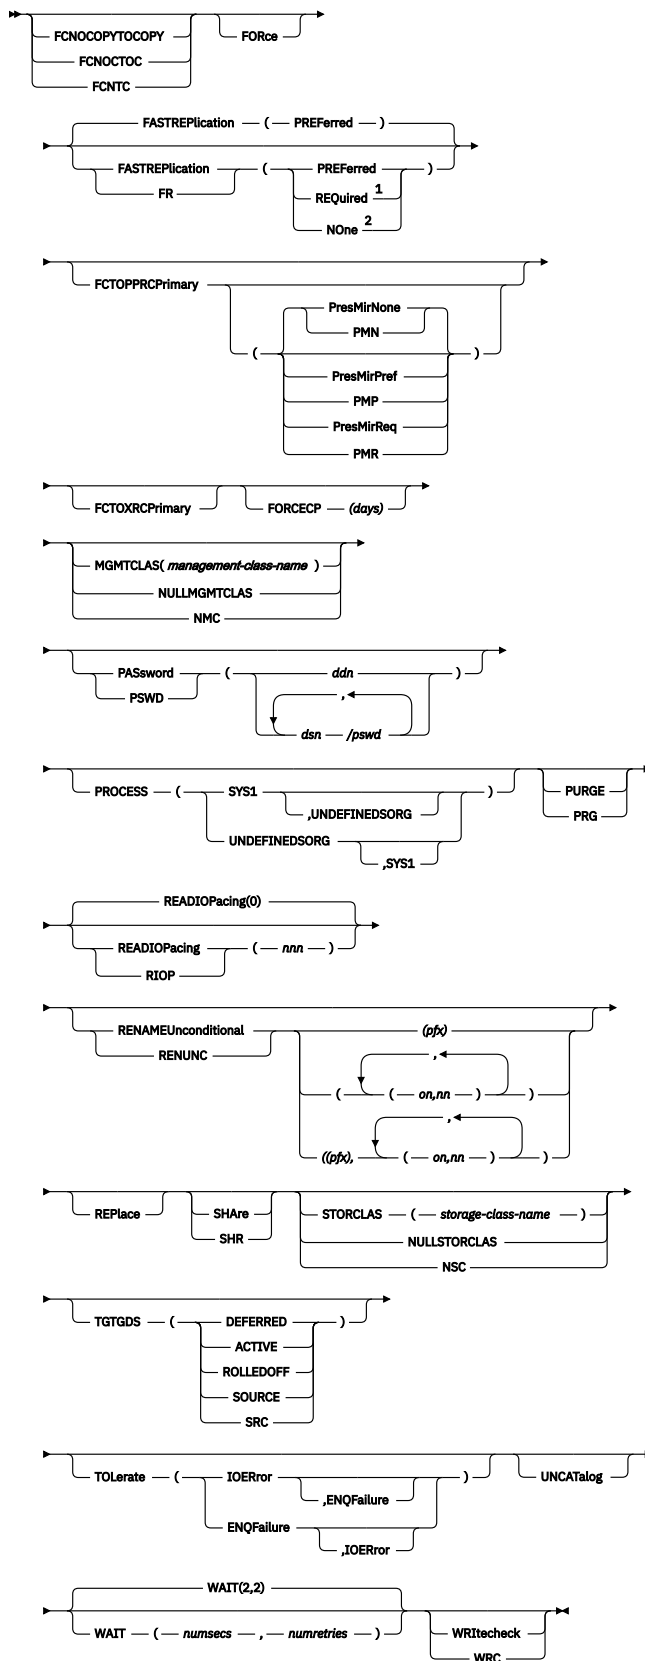 FCNOCOPYTOCOPY FORce
FCNOCTOC
FCNTC
FASTREPlication ( PREFerred )
FASTREPlication ( PREFerred )
FR REQuired 1
NOne 2
FCTOPPRCPrimary PresMirNone
PMN
( )
PresMirPref
PMP
PresMirReq
PMR
FCTOXRCPrimary FORCECP (days)
MGMTCLAS( management-class-name )
NULLMGMTCLAS
NMC
PASsword ( ddn )
PSWD ,
dsn /pswd
PROCESS ( SYS1 ) PURGE
,UNDEFINEDSORG PRG
UNDEFINEDSORG
,SYS1
READIOPacing(0)
READIOPacing ( nnn )
RIOP
RENAMEUnconditional (pfx)
RENUNC ,
( ( on,nn ) )
,
((pfx), ( on,nn ) )
REPlace SHAre STORCLAS ( storage-class-name )
SHR NULLSTORCLAS
NSC
TGTGDS ( DEFERRED )
ACTIVE
ROLLEDOFF
SOURCE
SRC
TOLerate ( IOERror ) UNCATalog
,ENQFailure
ENQFailure
,IOERror
WAIT(2,2)
WAIT ( numsecs , numretries ) WRItecheck
WRC